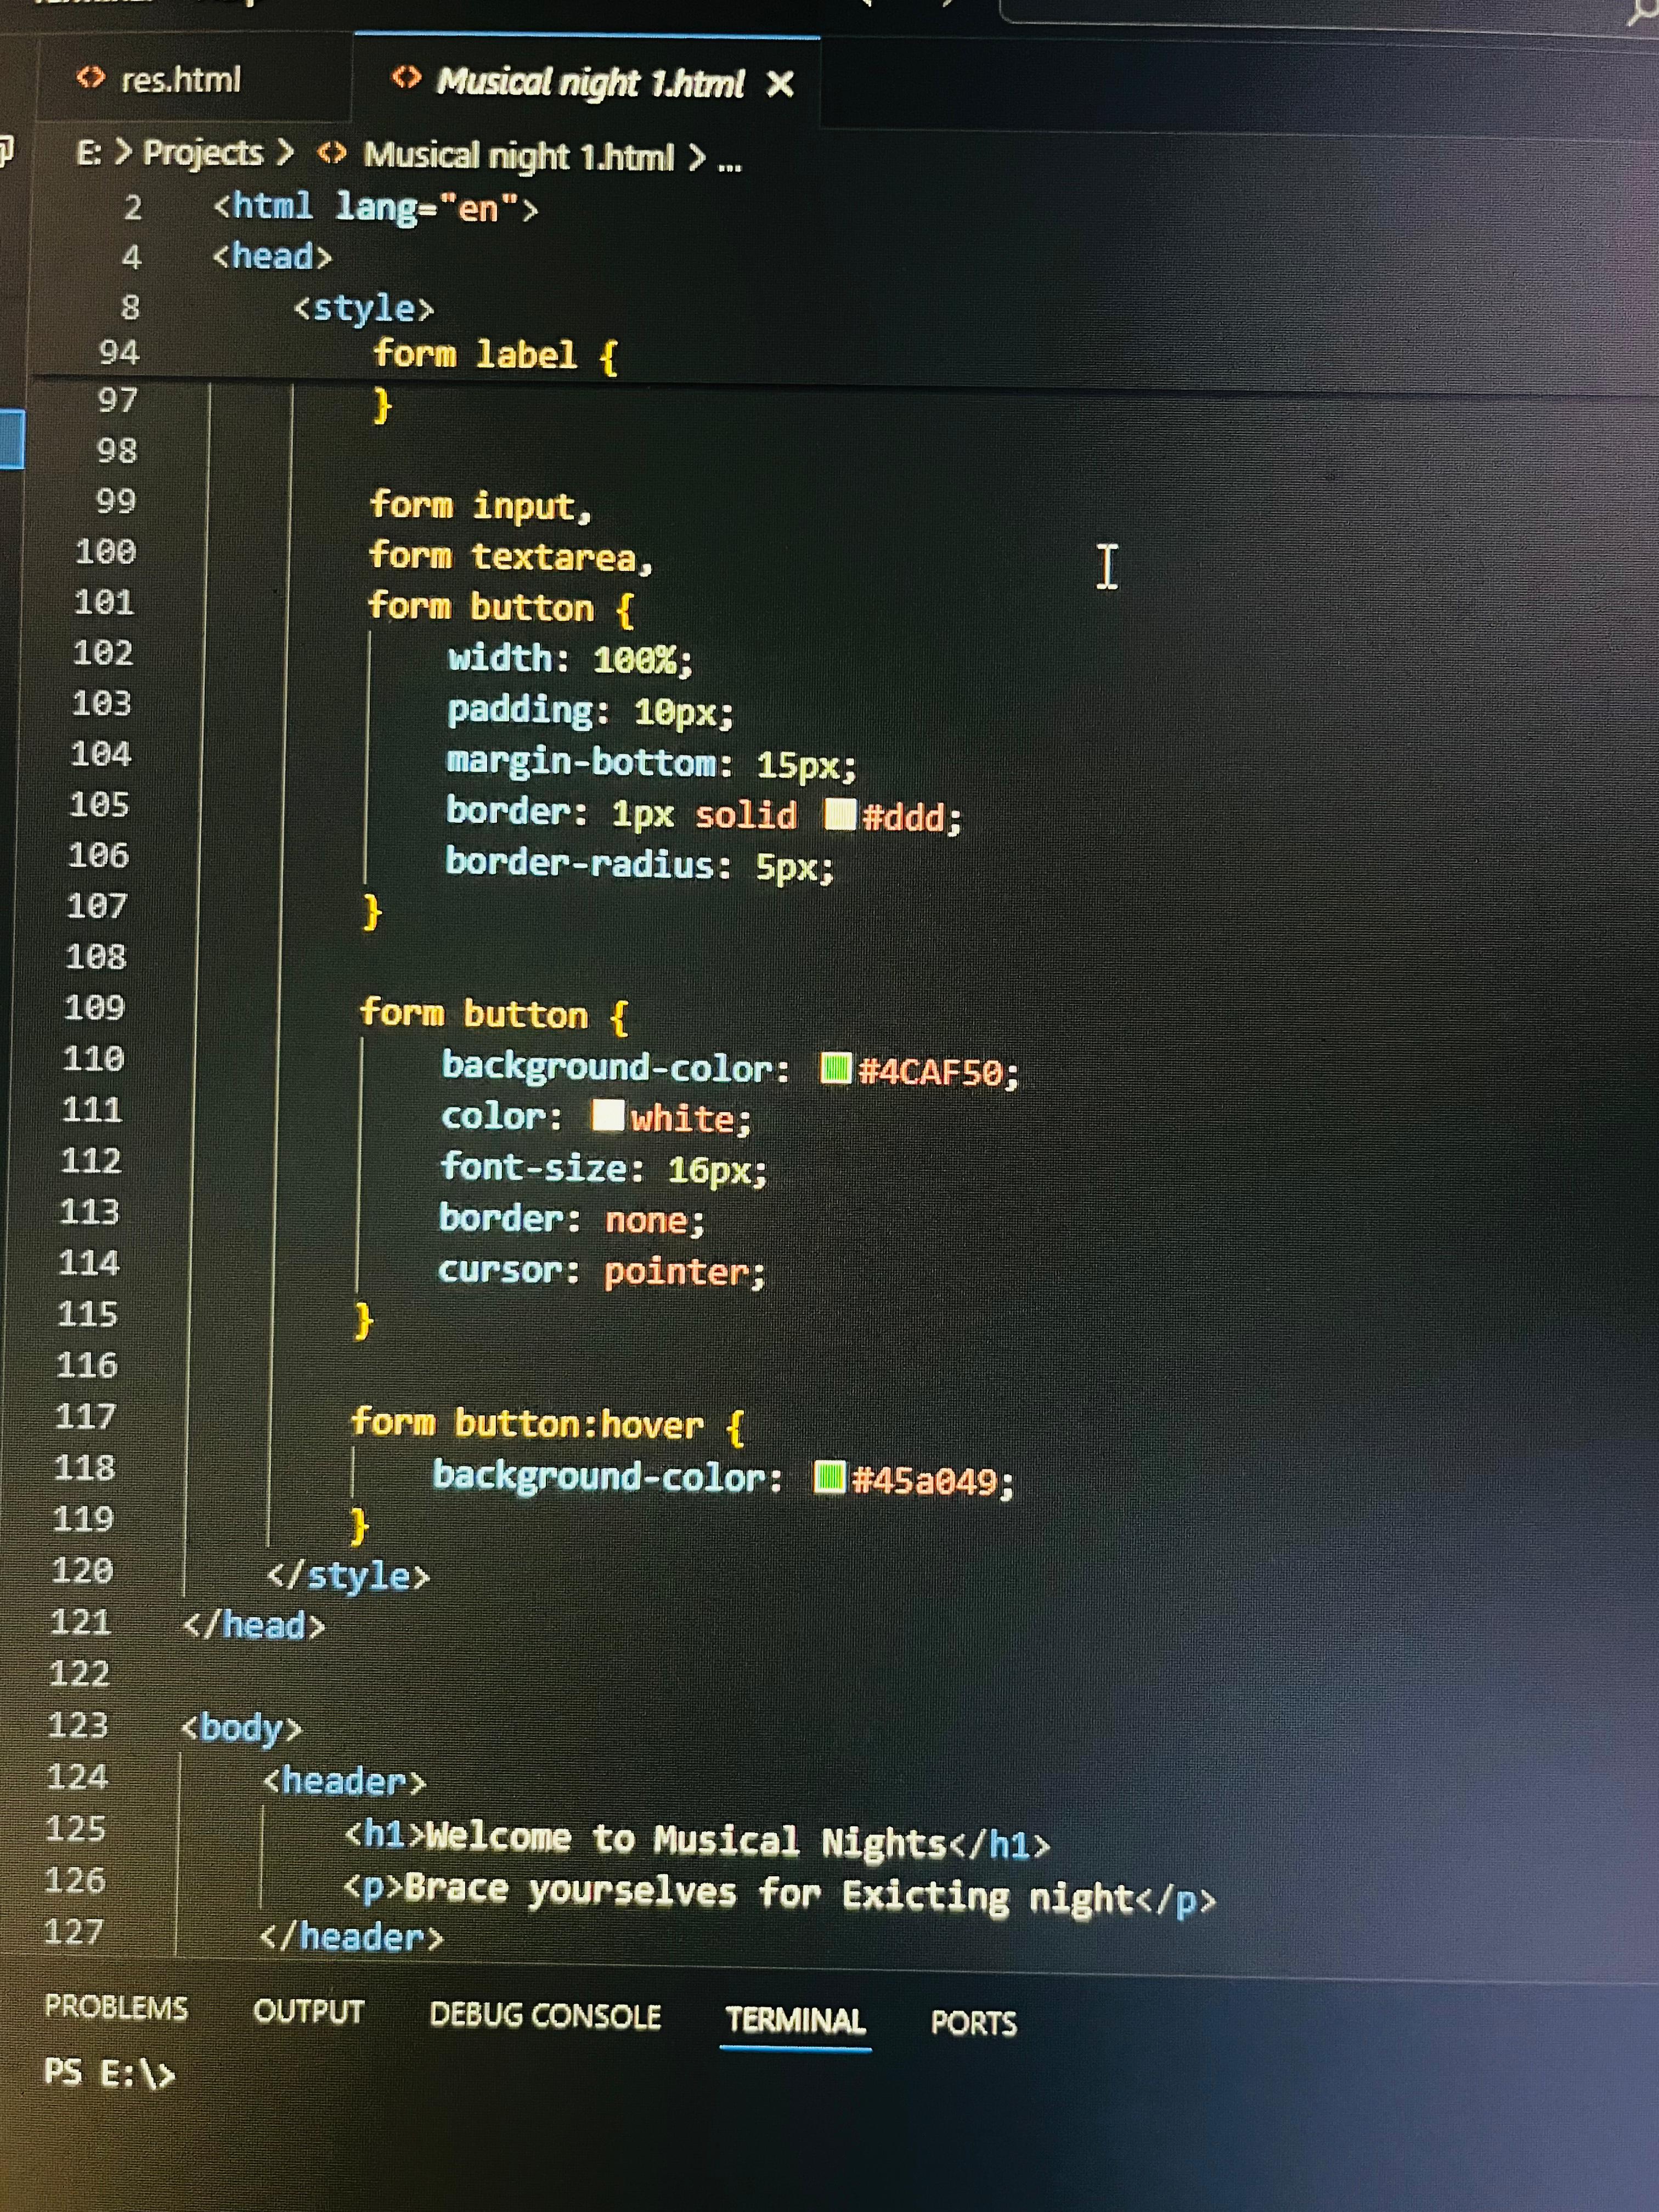 res.html
Musical night 1.html
E: > Projects > Musical night 1.html > ...
2 <html lang="en">
4 <head>
8 <style>
94 form label {
97 }
98
99 form input,
100 form textarea,
101 form button {
102 width: 100%;
103 padding: 10px;
104 margin-bottom: 15px;
105 border: 1px solid #ddd;
106 border-radius: 5px;
107 }
108
109 form button {
110 background-color: #4CAF50;
111 color: white;
112 font-size: 16px;
113 border: none;
114 cursor: pointer;
115 }
116
117 form button:hover {
118 background-color: #45a049;
119 }
120 </style>
121 </head>
122
123 <body>
124 <header>
125 <h1>Welcome to Musical Nights</h1>
126 <p>Brace yourselves for Exicting night</p>
127 </header>
PROBLEMS OUTPUT DEBUG CONSOLE TERMINAL PORTS
PS E:\>